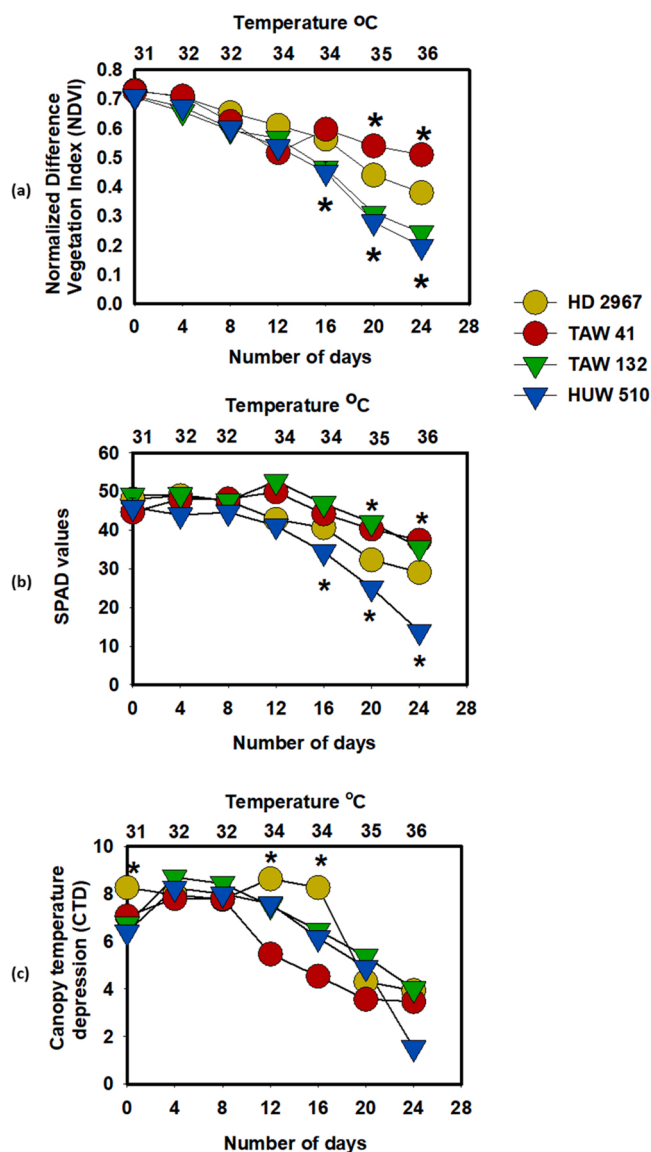 Temperature ºC
31 32 32 34 34 35 36
0.8
0.7
0.6
0.5
0.4
0.3
0.2
0.1
0.0
Normalized Difference
Vegetation Index (NDVI)
(a)
* *
* * *
0 4 8 12 16 20 24 28
Number of days
HD 2967
TAW 41
TAW 132
HUW 510
Temperature ºC
31 32 32 34 34 35 36
60
50
40
30
20
10
0
SPAD values
(b)
* *
* * *
0 4 8 12 16 20 24 28
Number of days
Temperature ºC
31 32 32 34 34 35 36
10
8
6
4
2
0
Canopy temperature
depression (CTD)
(c)
* * *
0 4 8 12 16 20 24 28
Number of days